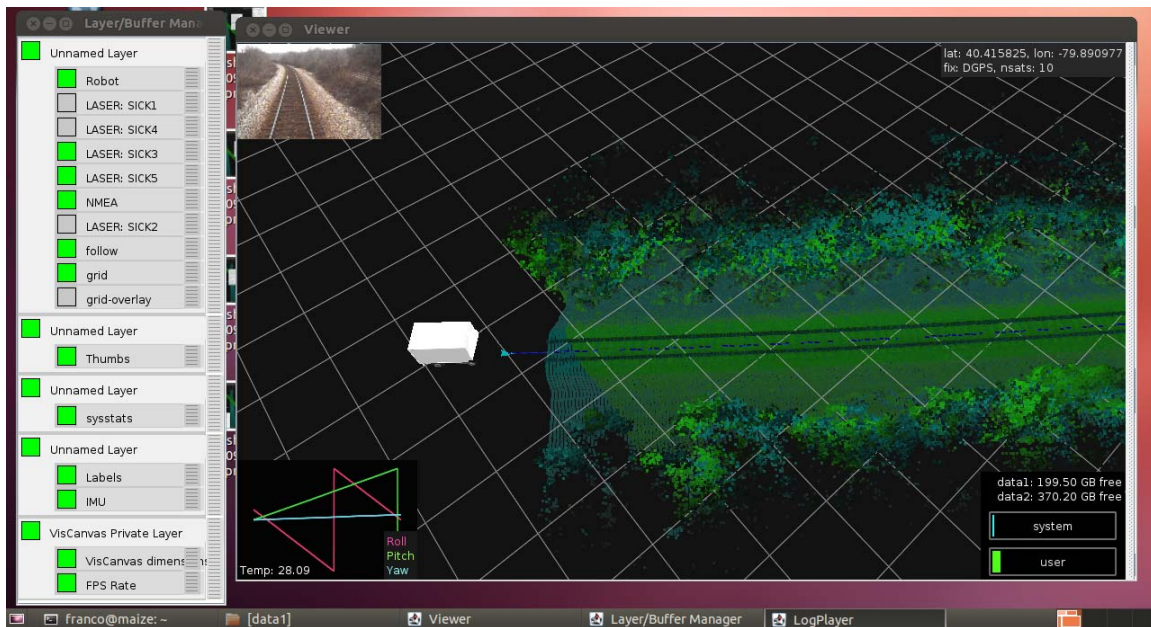 Layer/Buffer Mana
Unnamed Layer
Robot
LASER: SICK1
LASER: SICK4
LASER: SICK3
LASER: SICK5
NMEA
LASER: SICK2
follow
grid
grid-overlay
Unnamed Layer
Thumbs
Unnamed Layer
sysstats
Unnamed Layer
Labels
IMU
VisCanvas Private Layer
VisCanvas dimens
FPS Rate
Viewer
lat: 40.415825, lon: -79.890977
fix: DGPS, nsats: 10
Roll
Pitch
Yaw
Temp: 28.09
data1: 199.50 GB free
data2: 370.20 GB free
system
user
franco@maize: ~
[data1]
Viewer
Layer/Buffer Manager
LogPlayer